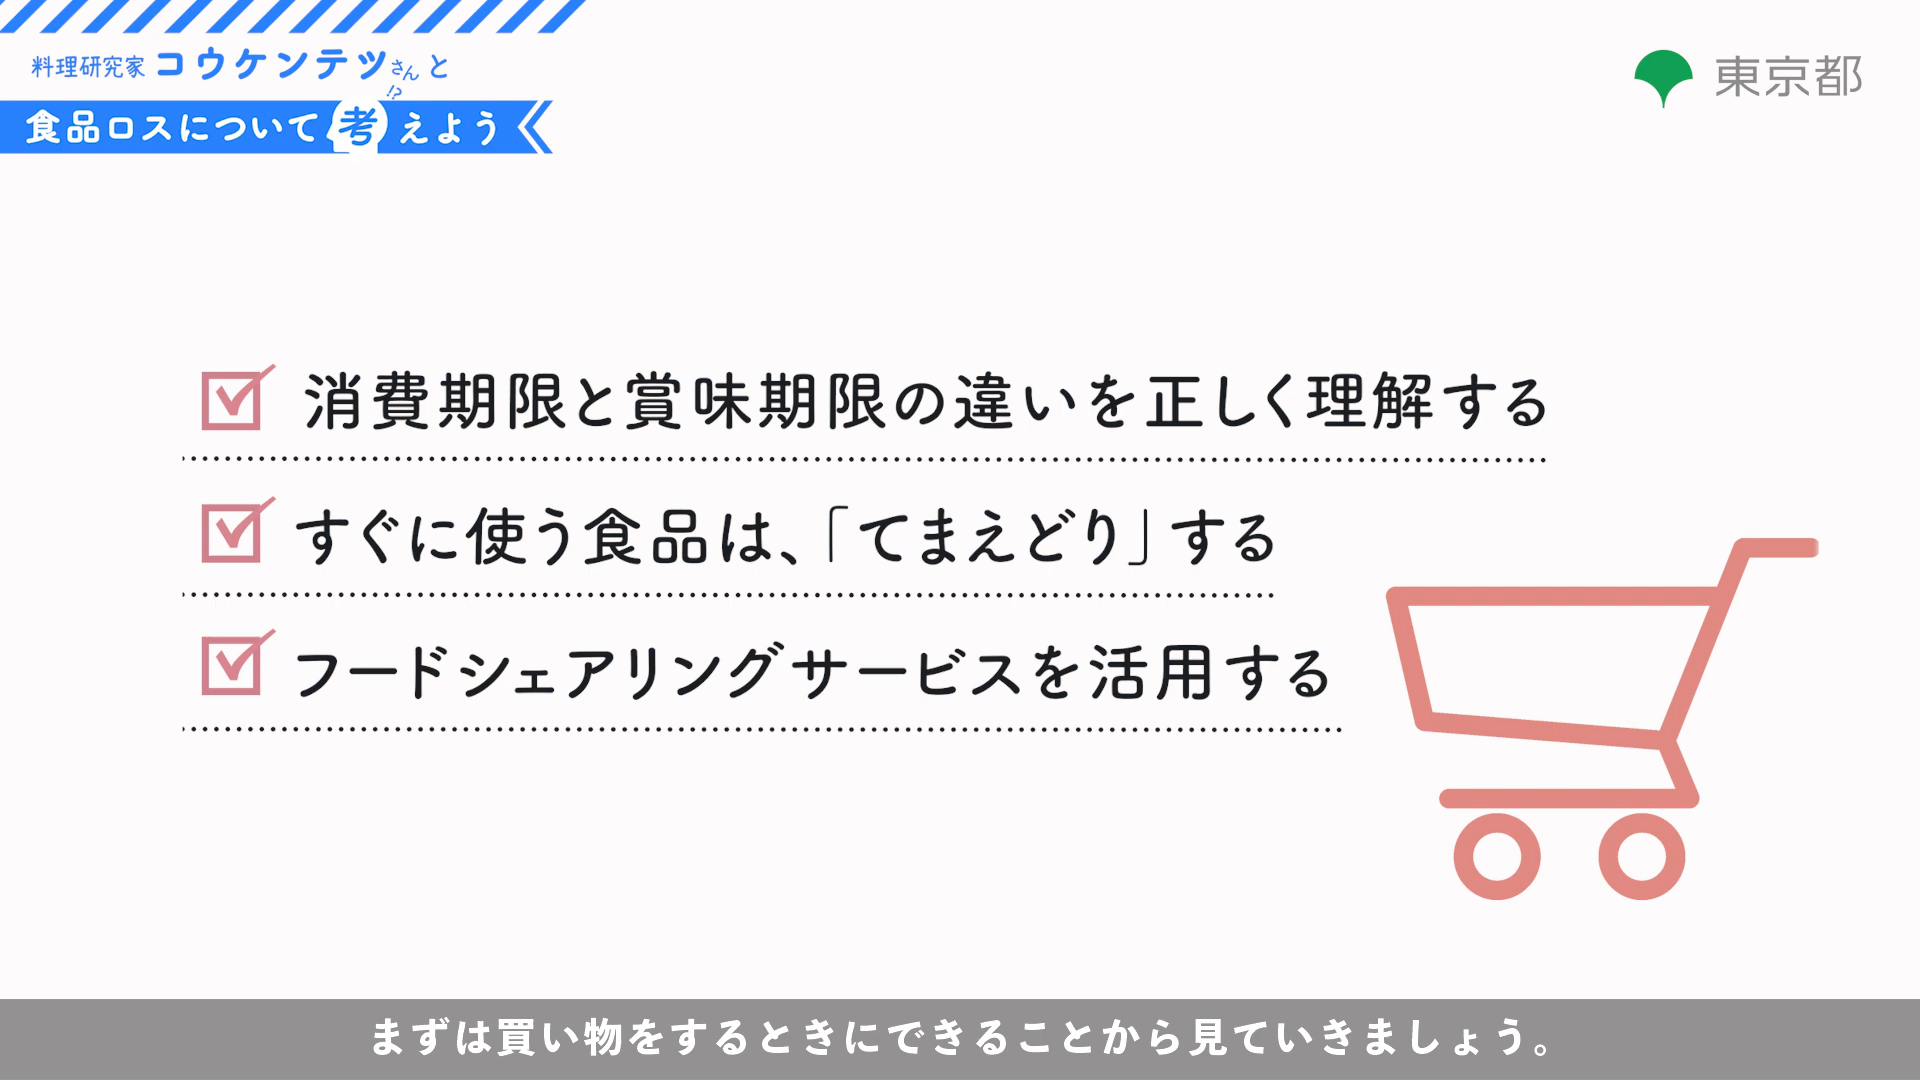 料理研究家 コウケンテツさんと
!?
食品ロスについて考えよう
東京都
消費期限と賞味期限の違いを正しく理解する
すぐに使う食品は、「てまえどり」する
フードシェアリングサービスを活用する
まずは買い物をするときにできることから見ていきましょう。